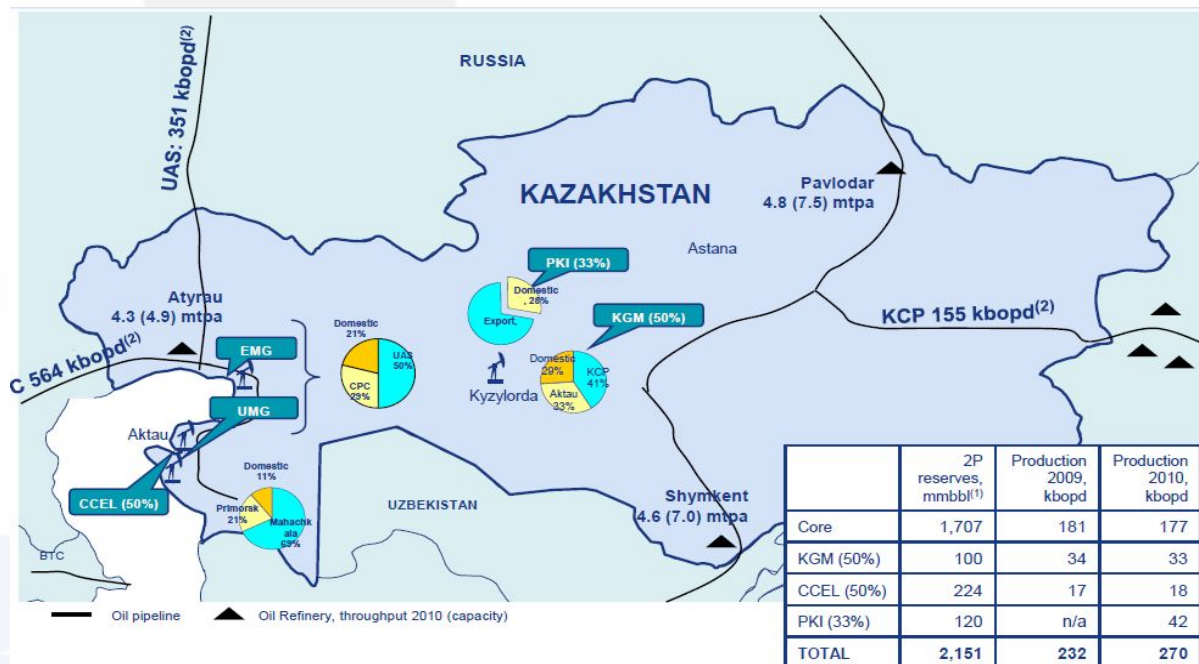 RUSSIA
UAS: 351 kbopd(2)
KAZAKHSTAN
Pavlodar
4.8 (7.5) mtpa
Astana
PKI (33%)
Domestic
, 28%
Export,
Atyrau
4.3 (4.9) mtpa
KGM (50%)
KCP 155 kbopd(2)
C 564 kbopd(2)
EMG
Domestic
21%
UAS
50%
CPC
29%
Domestic
29%
KCP
41%
Aktau
33%
Kyzylorda
UMG
Aktau
CCEL (50%)
Domestic
11%
Primorsk
21%
Mahachk
ala
69%
UZBEKISTAN
Shymkent
4.6 (7.0) mtpa
BTC
Oil pipeline
Oil Refinery, throughput 2010 (capacity)
2P reserves, mmbbl(1) Production 2009, kbopd Production 2010, kbopd
Core 1,707 181 177
KGM (50%) 100 34 33
CCEL (50%) 224 17 18
PKI (33%) 120 n/a 42
TOTAL 2,151 232 270